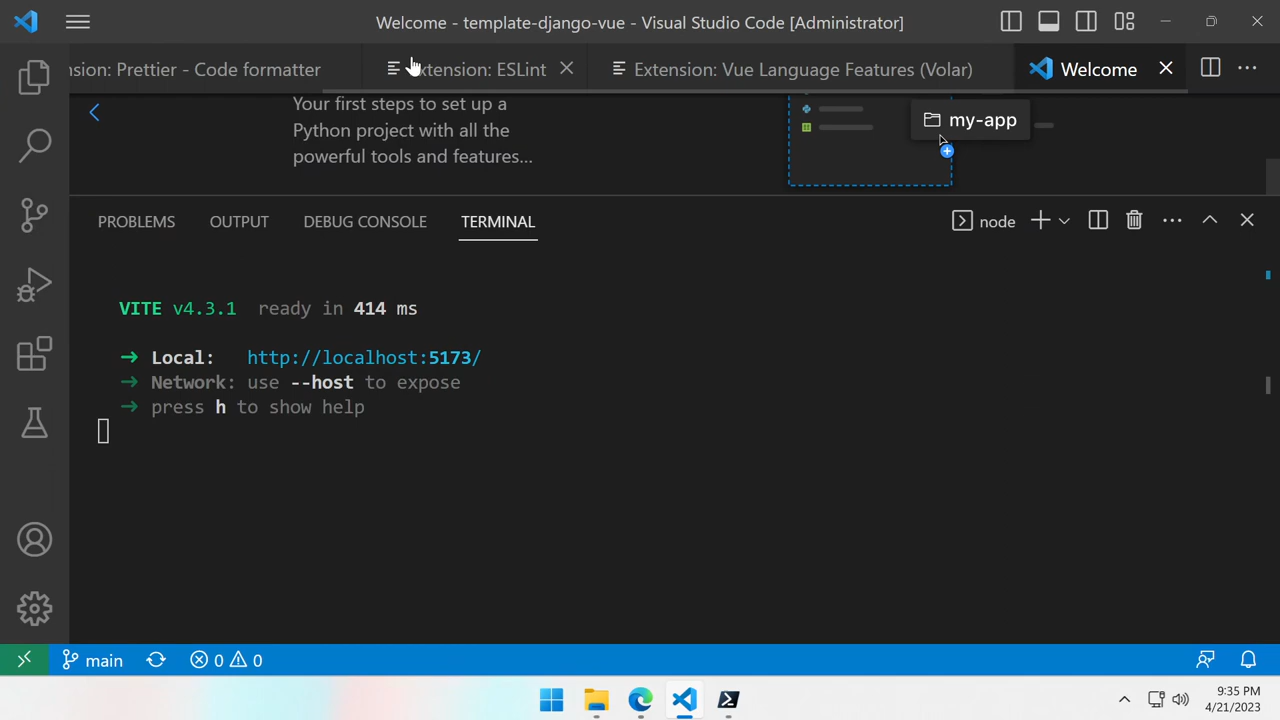 Welcome - template-django-vue - Visual Studio Code [Administrator]
nsion: Prettier - Code formatter
xtension: ESLint
Extension: Vue Language Features (Volar)
Welcome
Your first steps to set up a
Python project with all the
powerful tools and features...
my-app
PROBLEMS
OUTPUT
DEBUG CONSOLE
TERMINAL
node
VITE v4.3.1 ready in 414 ms
➜ Local: http://localhost:5173/
➜ Network: use --host to expose
➜ press h to show help
main
0
0
9:35 PM
4/21/2023